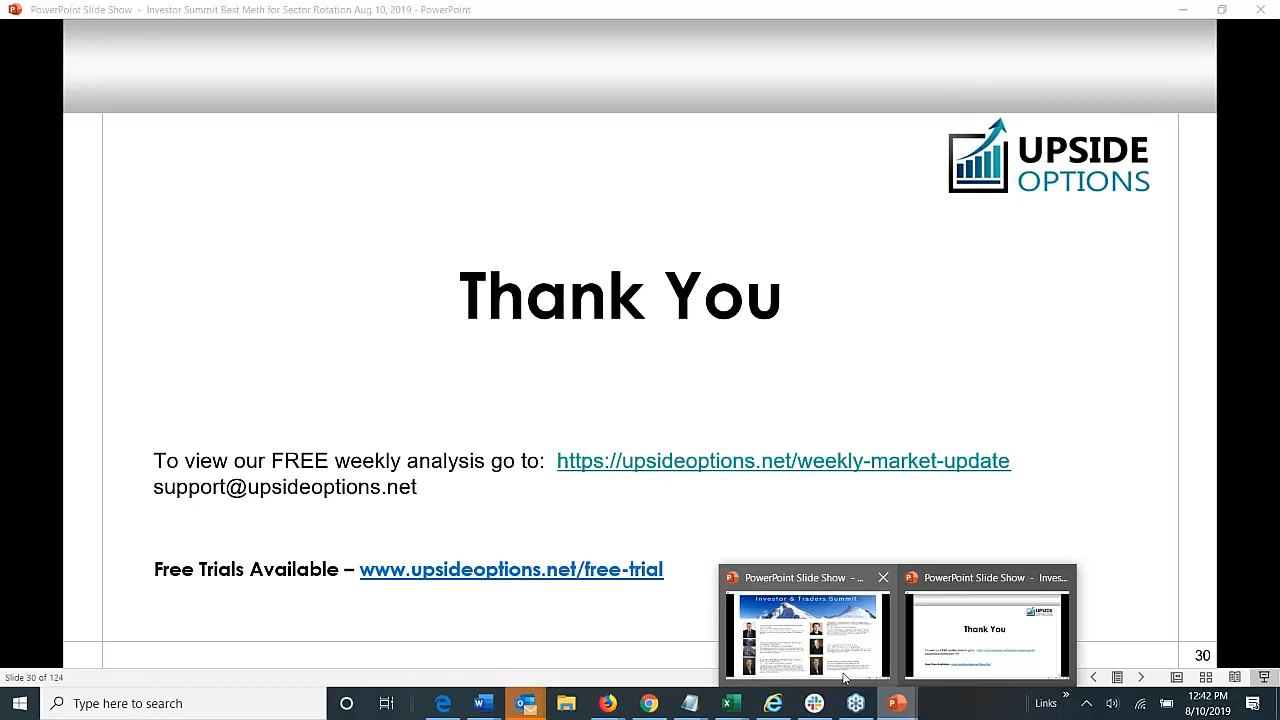 PowerPoint Slide Show - Investor Summit Best Meth for Sector Rotation Aug 10, 2019 - PowerPoint
UPSIDE
OPTIONS
Thank You
To view our FREE weekly analysis go to: https://upsideoptions.net/weekly-market-update
support@upsideoptions.net
Free Trials Available – www.upsideoptions.net/free-trial
PowerPoint Slide Show - ...
PowerPoint Slide Show - Inves...
Investor & Traders Summit
UPSIDE
OPTIONS
Thank You
30
Slide 30 of 124
Type here to search
Links
12:42 PM
8/10/2019